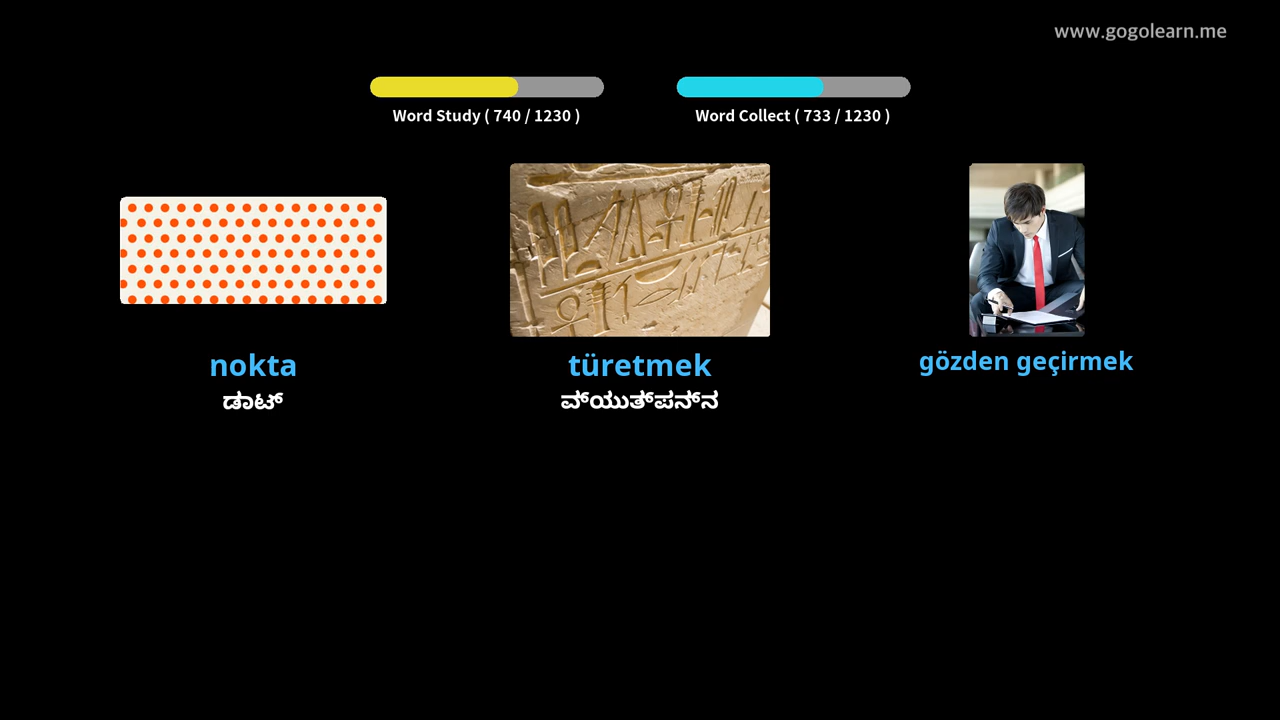 www.gogolearn.me
Word Study ( 740 / 1230 )
Word Collect ( 733 / 1230 )
nokta
ಡಾಟ್
türetmek
ವ್ಯುತ್ಪನ್ನ
gözden geçirmek